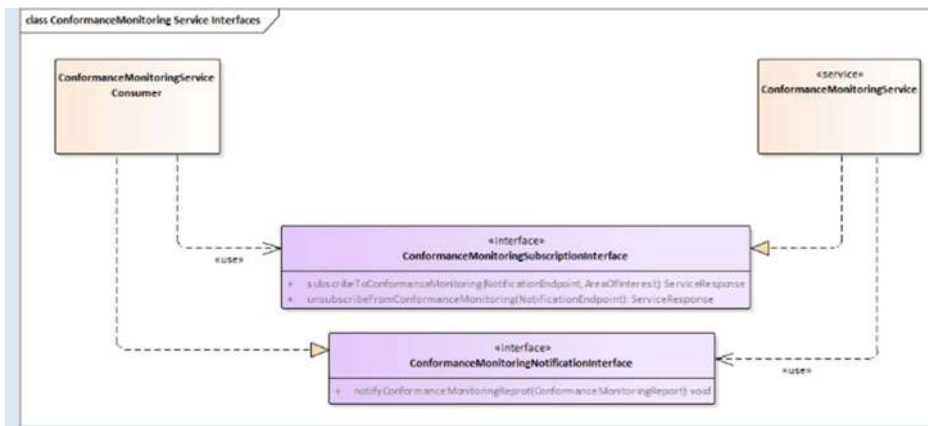 class ConformanceMonitoring Service Interfaces
ConformanceMonitoringService
Consumer
«service»
ConformanceMonitoringService
«use»
«interface»
ConformanceMonitoringSubscriptionInterface
+ subscribeToConformanceMonitoring(NotificationEndpoint, AreaOfInterest): ServiceResponse
+ unsubscribeFromConformanceMonitoring(NotificationEndpoint): ServiceResponse
«interface»
ConformanceMonitoringNotificationInterface
+ notifyConformanceMonitoringReprot(ConformanceMonitoringReport): void
«use»